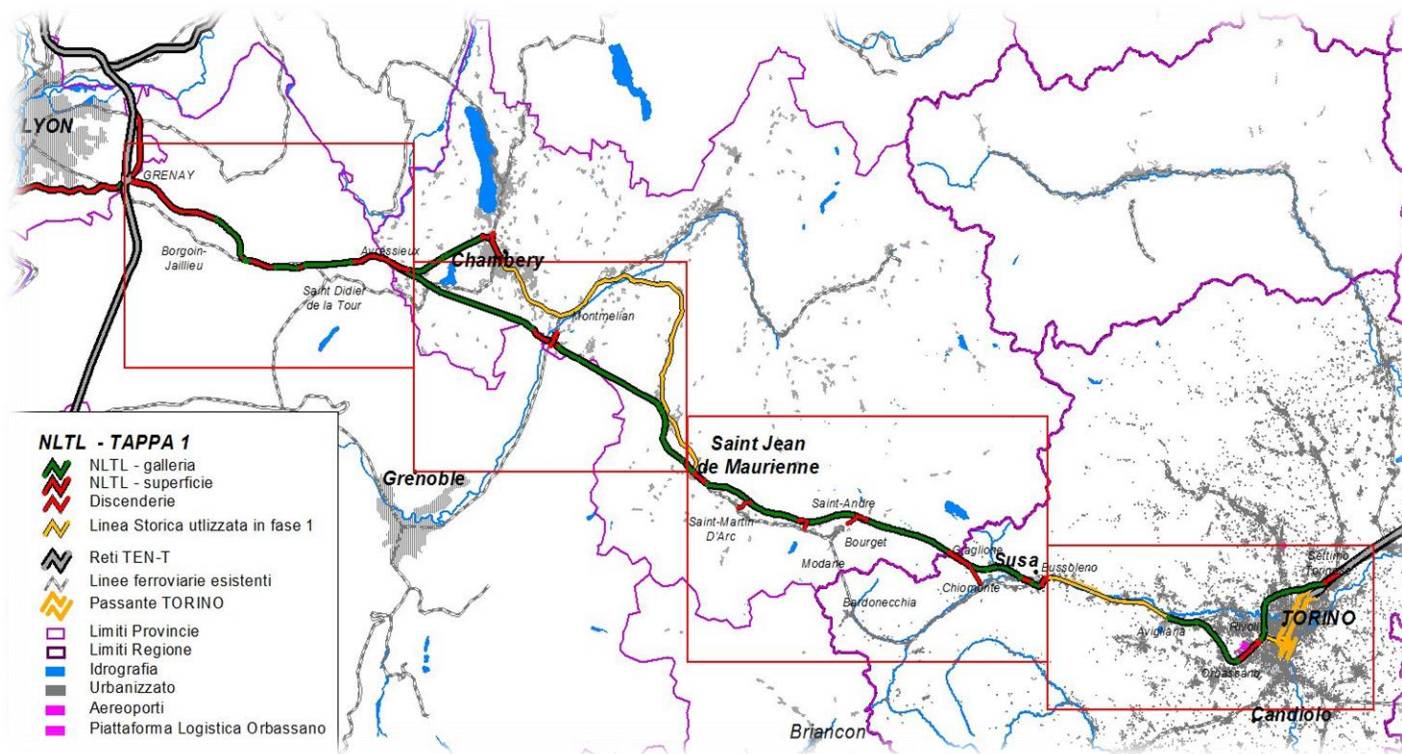 LYON
GRENAY
Borgoin-
Jaillieu
Avressieux
Saint Didier
de la Tour
Chambery
Montmelian
Grenoble
Saint Jean
de Maurienne
Saint-Martin
D'Arc
Saint-Andre
Bourget
Modane
Bardonecchia
Giaglione
Chiomonte
Susa
Bussoleno
Avigliana
Rivoli
Orbassano
Settimo
TORINO
Candiolo
Briancon
NLTL - TAPPA 1
NLTL - galleria
NLTL - superficie
Discenderie
Linea Storica utlizzata in fase 1
Reti TEN-T
Linee ferroviarie esistenti
Passante TORINO
Limiti Provincie
Limiti Regione
Idrografia
Urbanizzato
Aereoporti
Piattaforma Logistica Orbassano